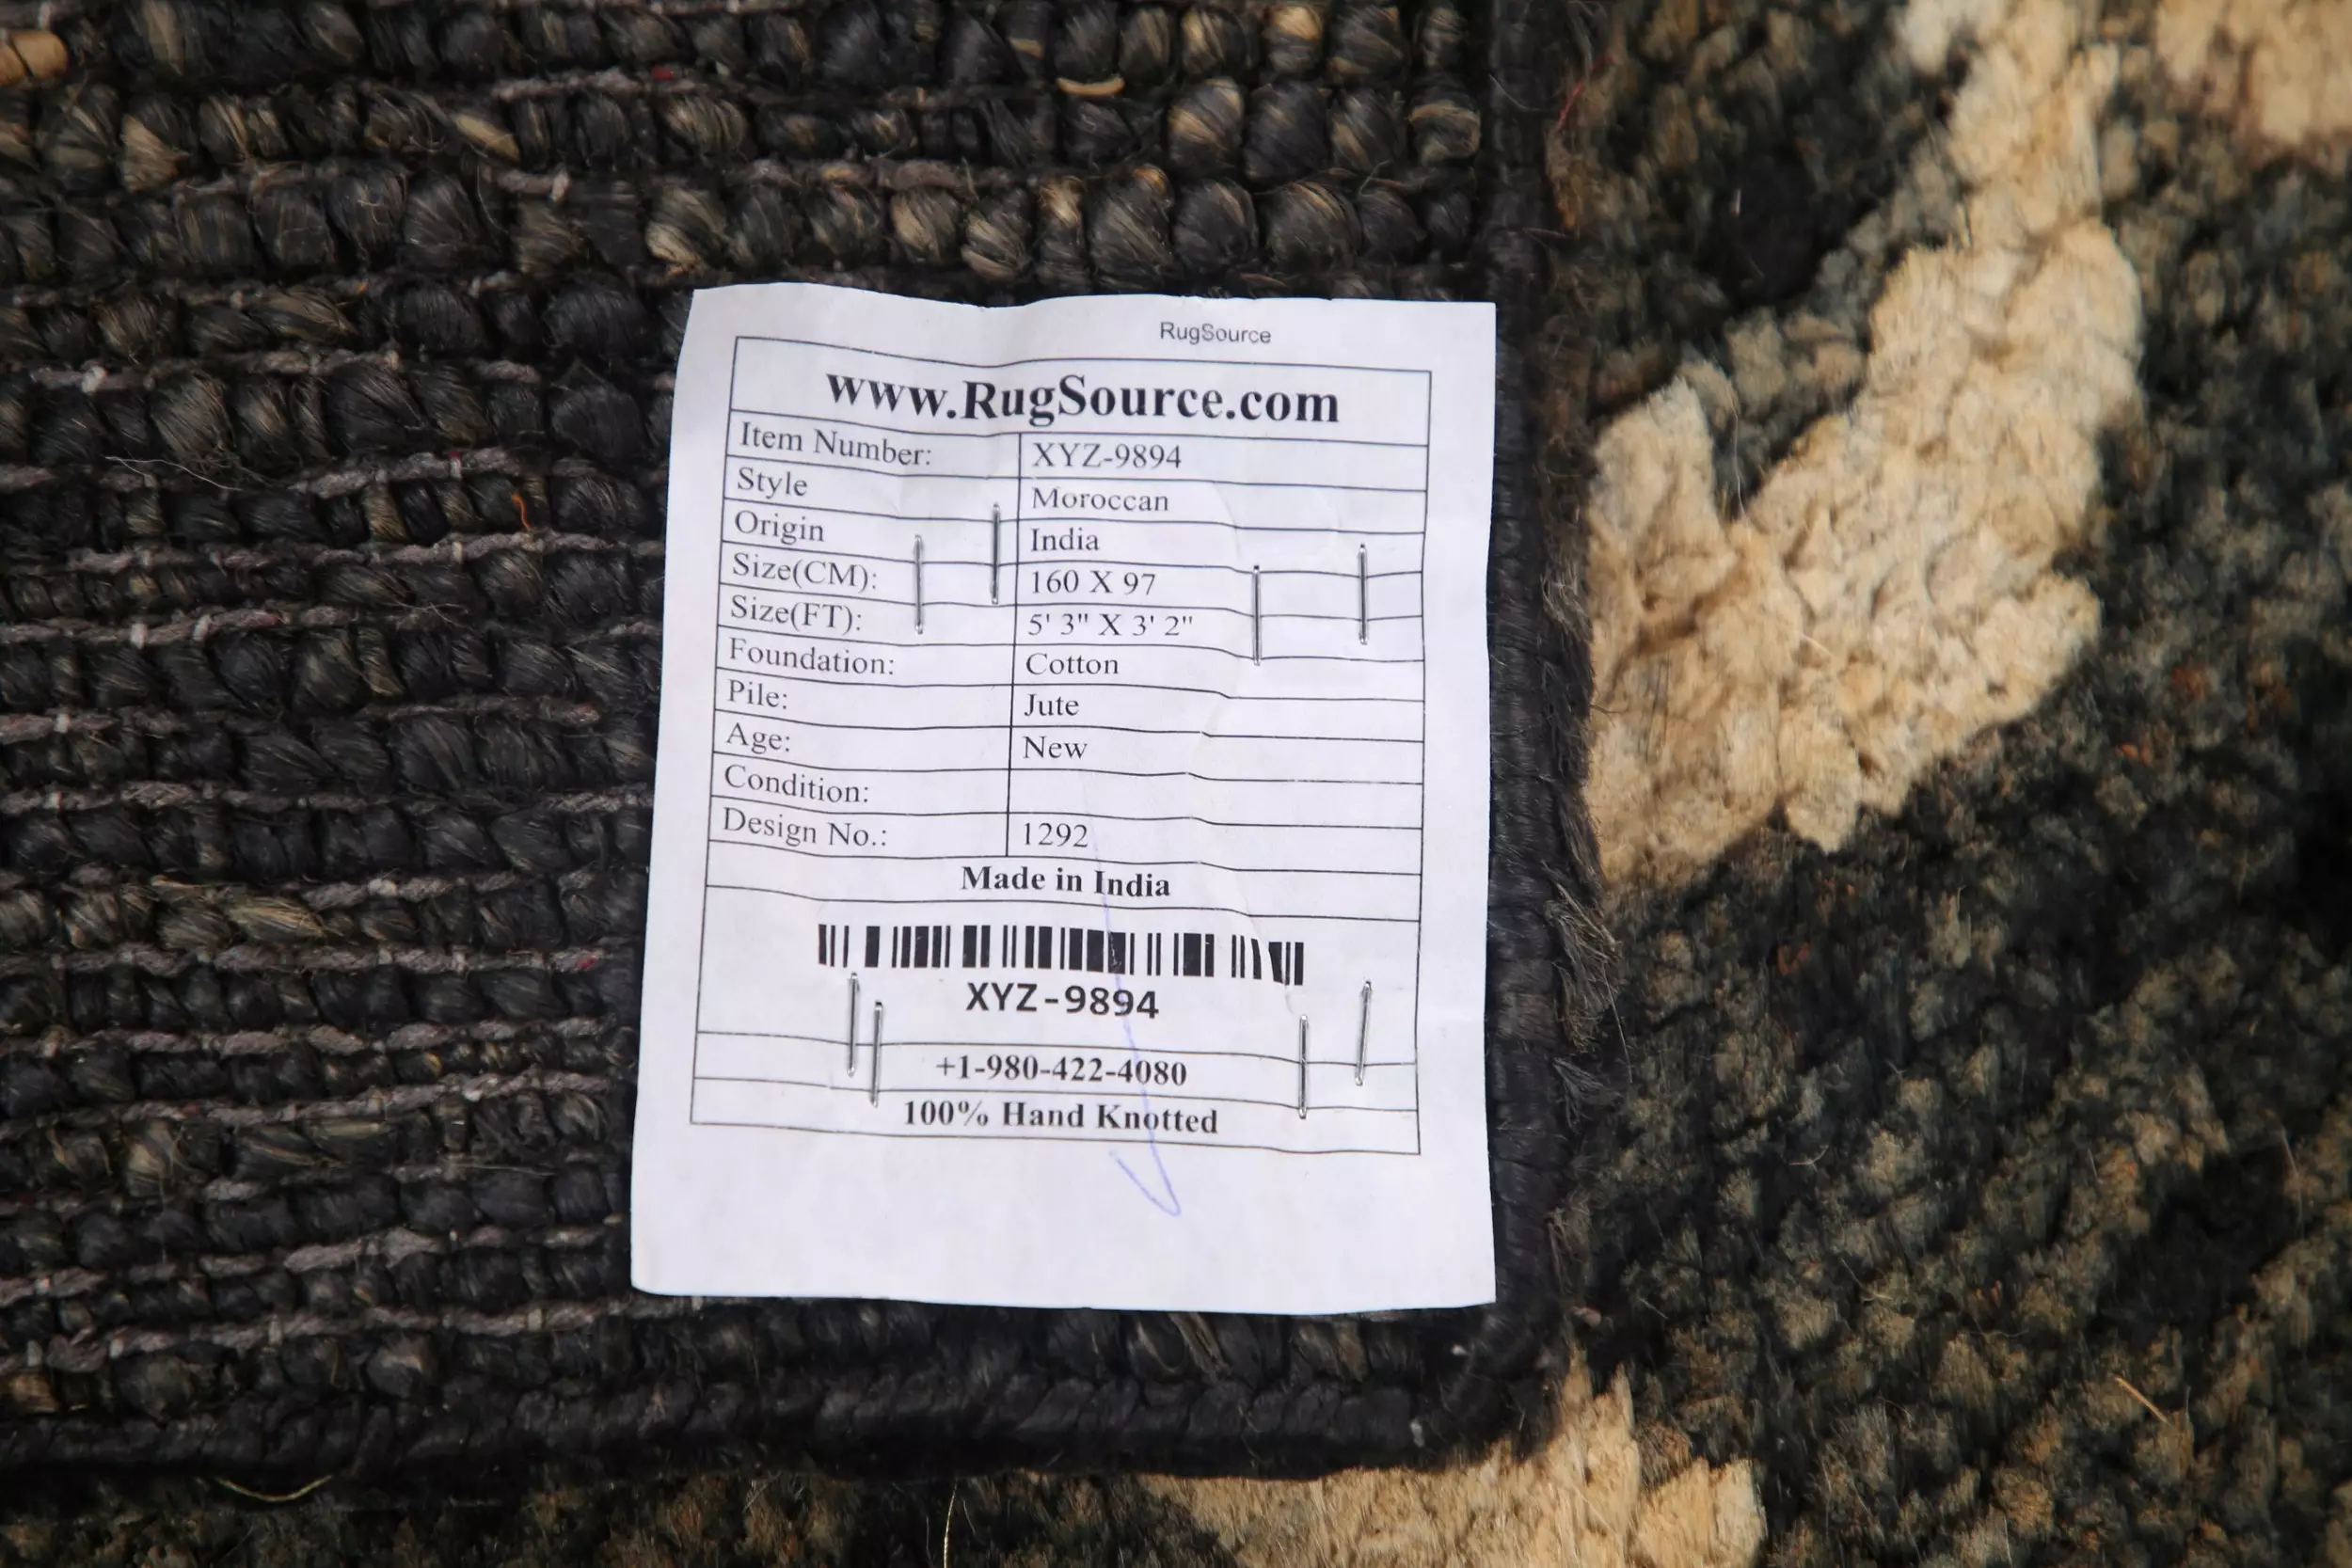 RugSource
www.RugSource.com
Item Number: XYZ-9894
Style Moroccan
Origin India
Size(CM): 160 X 97
Size(FT): 5' 3" X 3' 2"
Foundation: Cotton
Pile: Jute
Age: New
Condition:
Design No.: 1292
Made in India
XYZ-9894
+1-980-422-4080
100% Hand Knotted